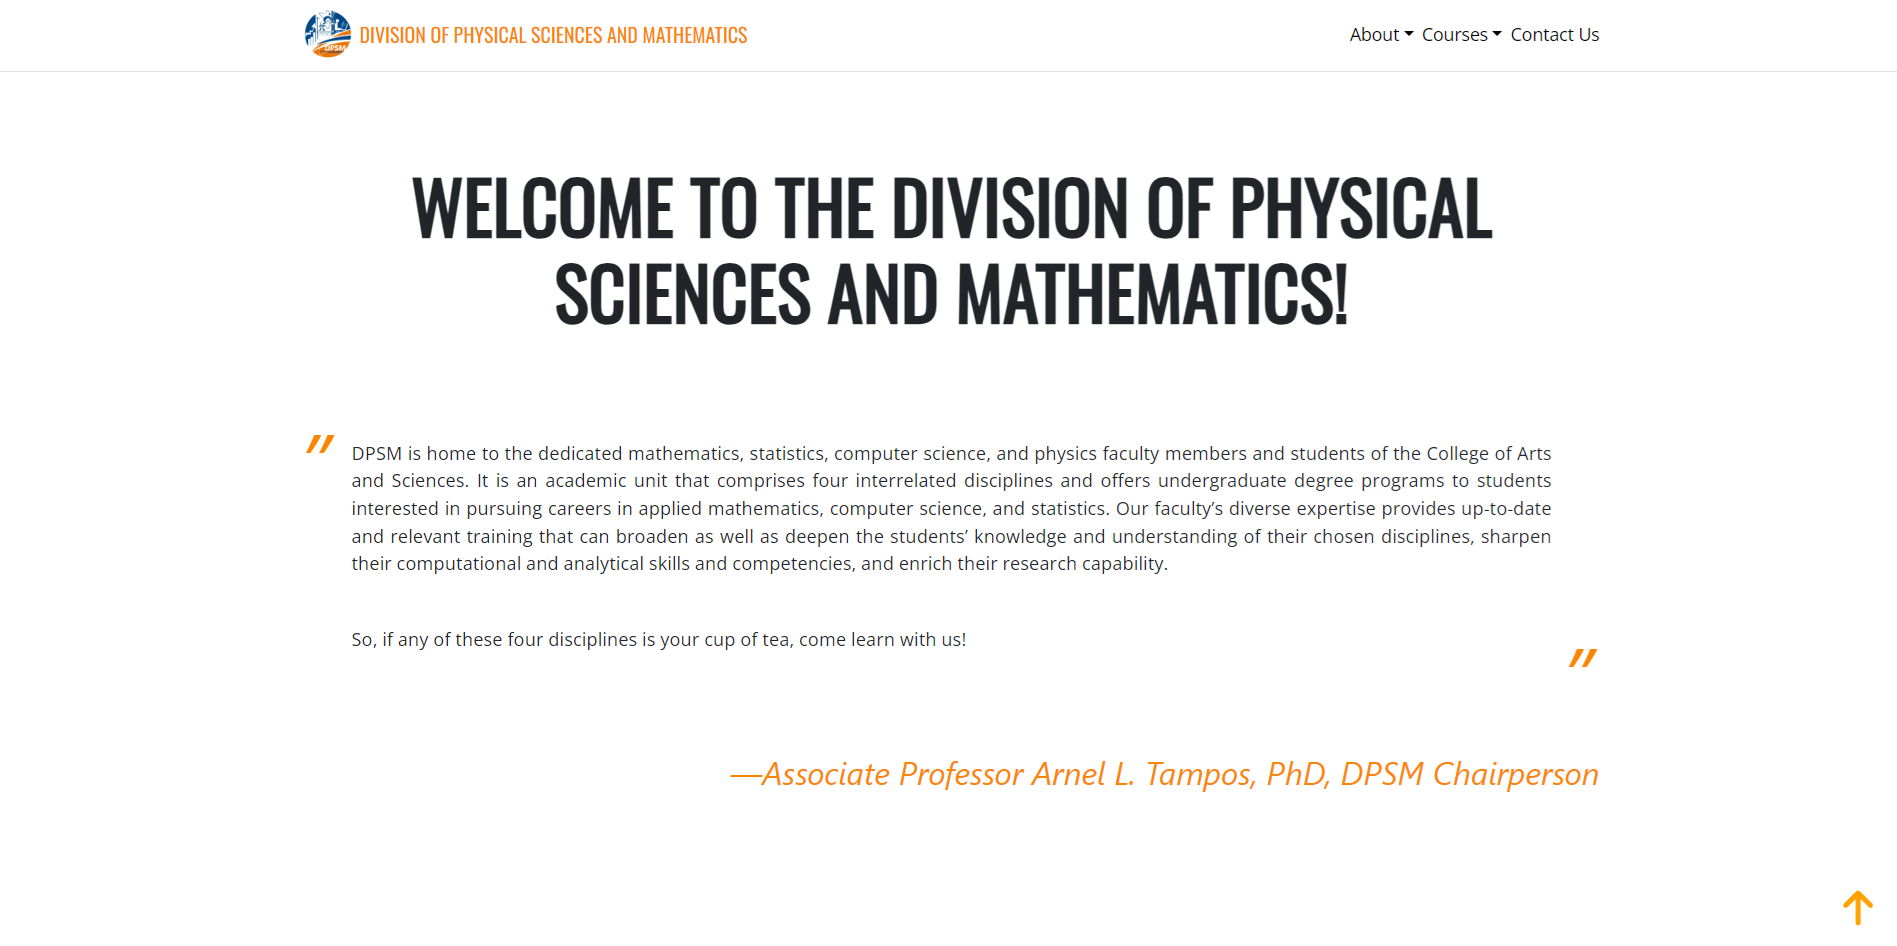 DPSM
DIVISION OF PHYSICAL SCIENCES AND MATHEMATICS
About Courses Contact Us
WELCOME TO THE DIVISION OF PHYSICAL
SCIENCES AND MATHEMATICS!
"
DPSM is home to the dedicated mathematics, statistics, computer science, and physics faculty members and students of the College of Arts
and Sciences. It is an academic unit that comprises four interrelated disciplines and offers undergraduate degree programs to students
interested in pursuing careers in applied mathematics, computer science, and statistics. Our faculty’s diverse expertise provides up-to-date
and relevant training that can broaden as well as deepen the students’ knowledge and understanding of their chosen disciplines, sharpen
their computational and analytical skills and competencies, and enrich their research capability.
So, if any of these four disciplines is your cup of tea, come learn with us!
"
—Associate Professor Arnel L. Tampos, PhD, DPSM Chairperson